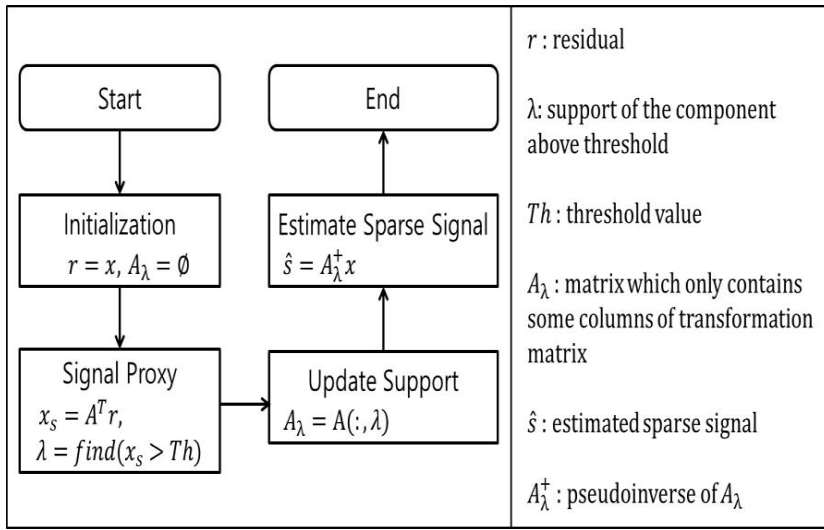 Start
Initialization
r = x, A_λ = ∅
Signal Proxy
x_s = A^T r,
λ = find(x_s > Th)
Update Support
A_λ = A(:, λ)
Estimate Sparse Signal
ŝ = A_λ^+ x
End
r : residual
λ: support of the component
above threshold
Th : threshold value
A_λ : matrix which only contains
some columns of transformation
matrix
ŝ : estimated sparse signal
A_λ^+ : pseudoinverse of A_λ